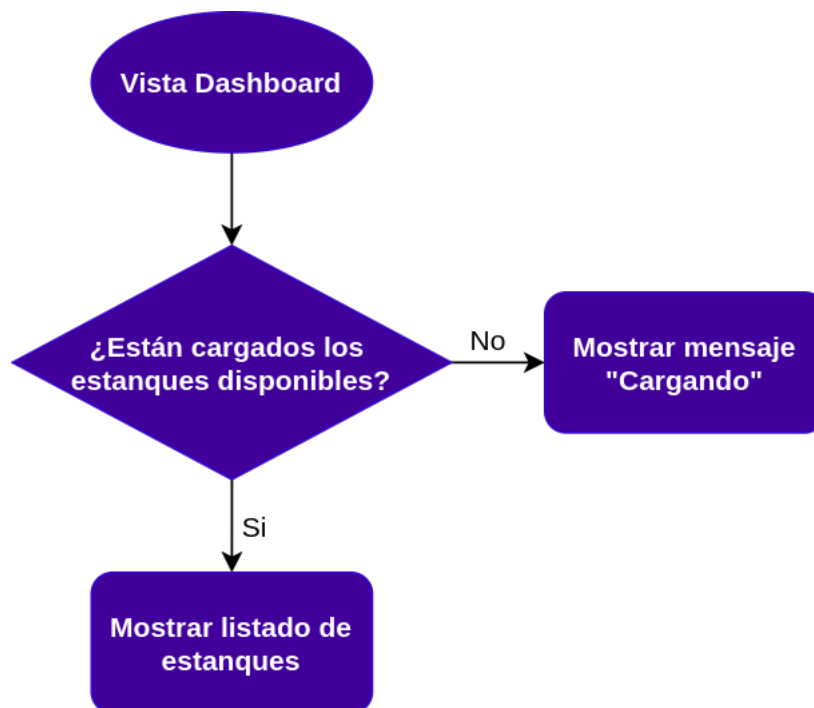 Vista Dashboard
¿Están cargados los
estanques disponibles?
No
Mostrar mensaje
"Cargando"
Si
Mostrar listado de
estanques